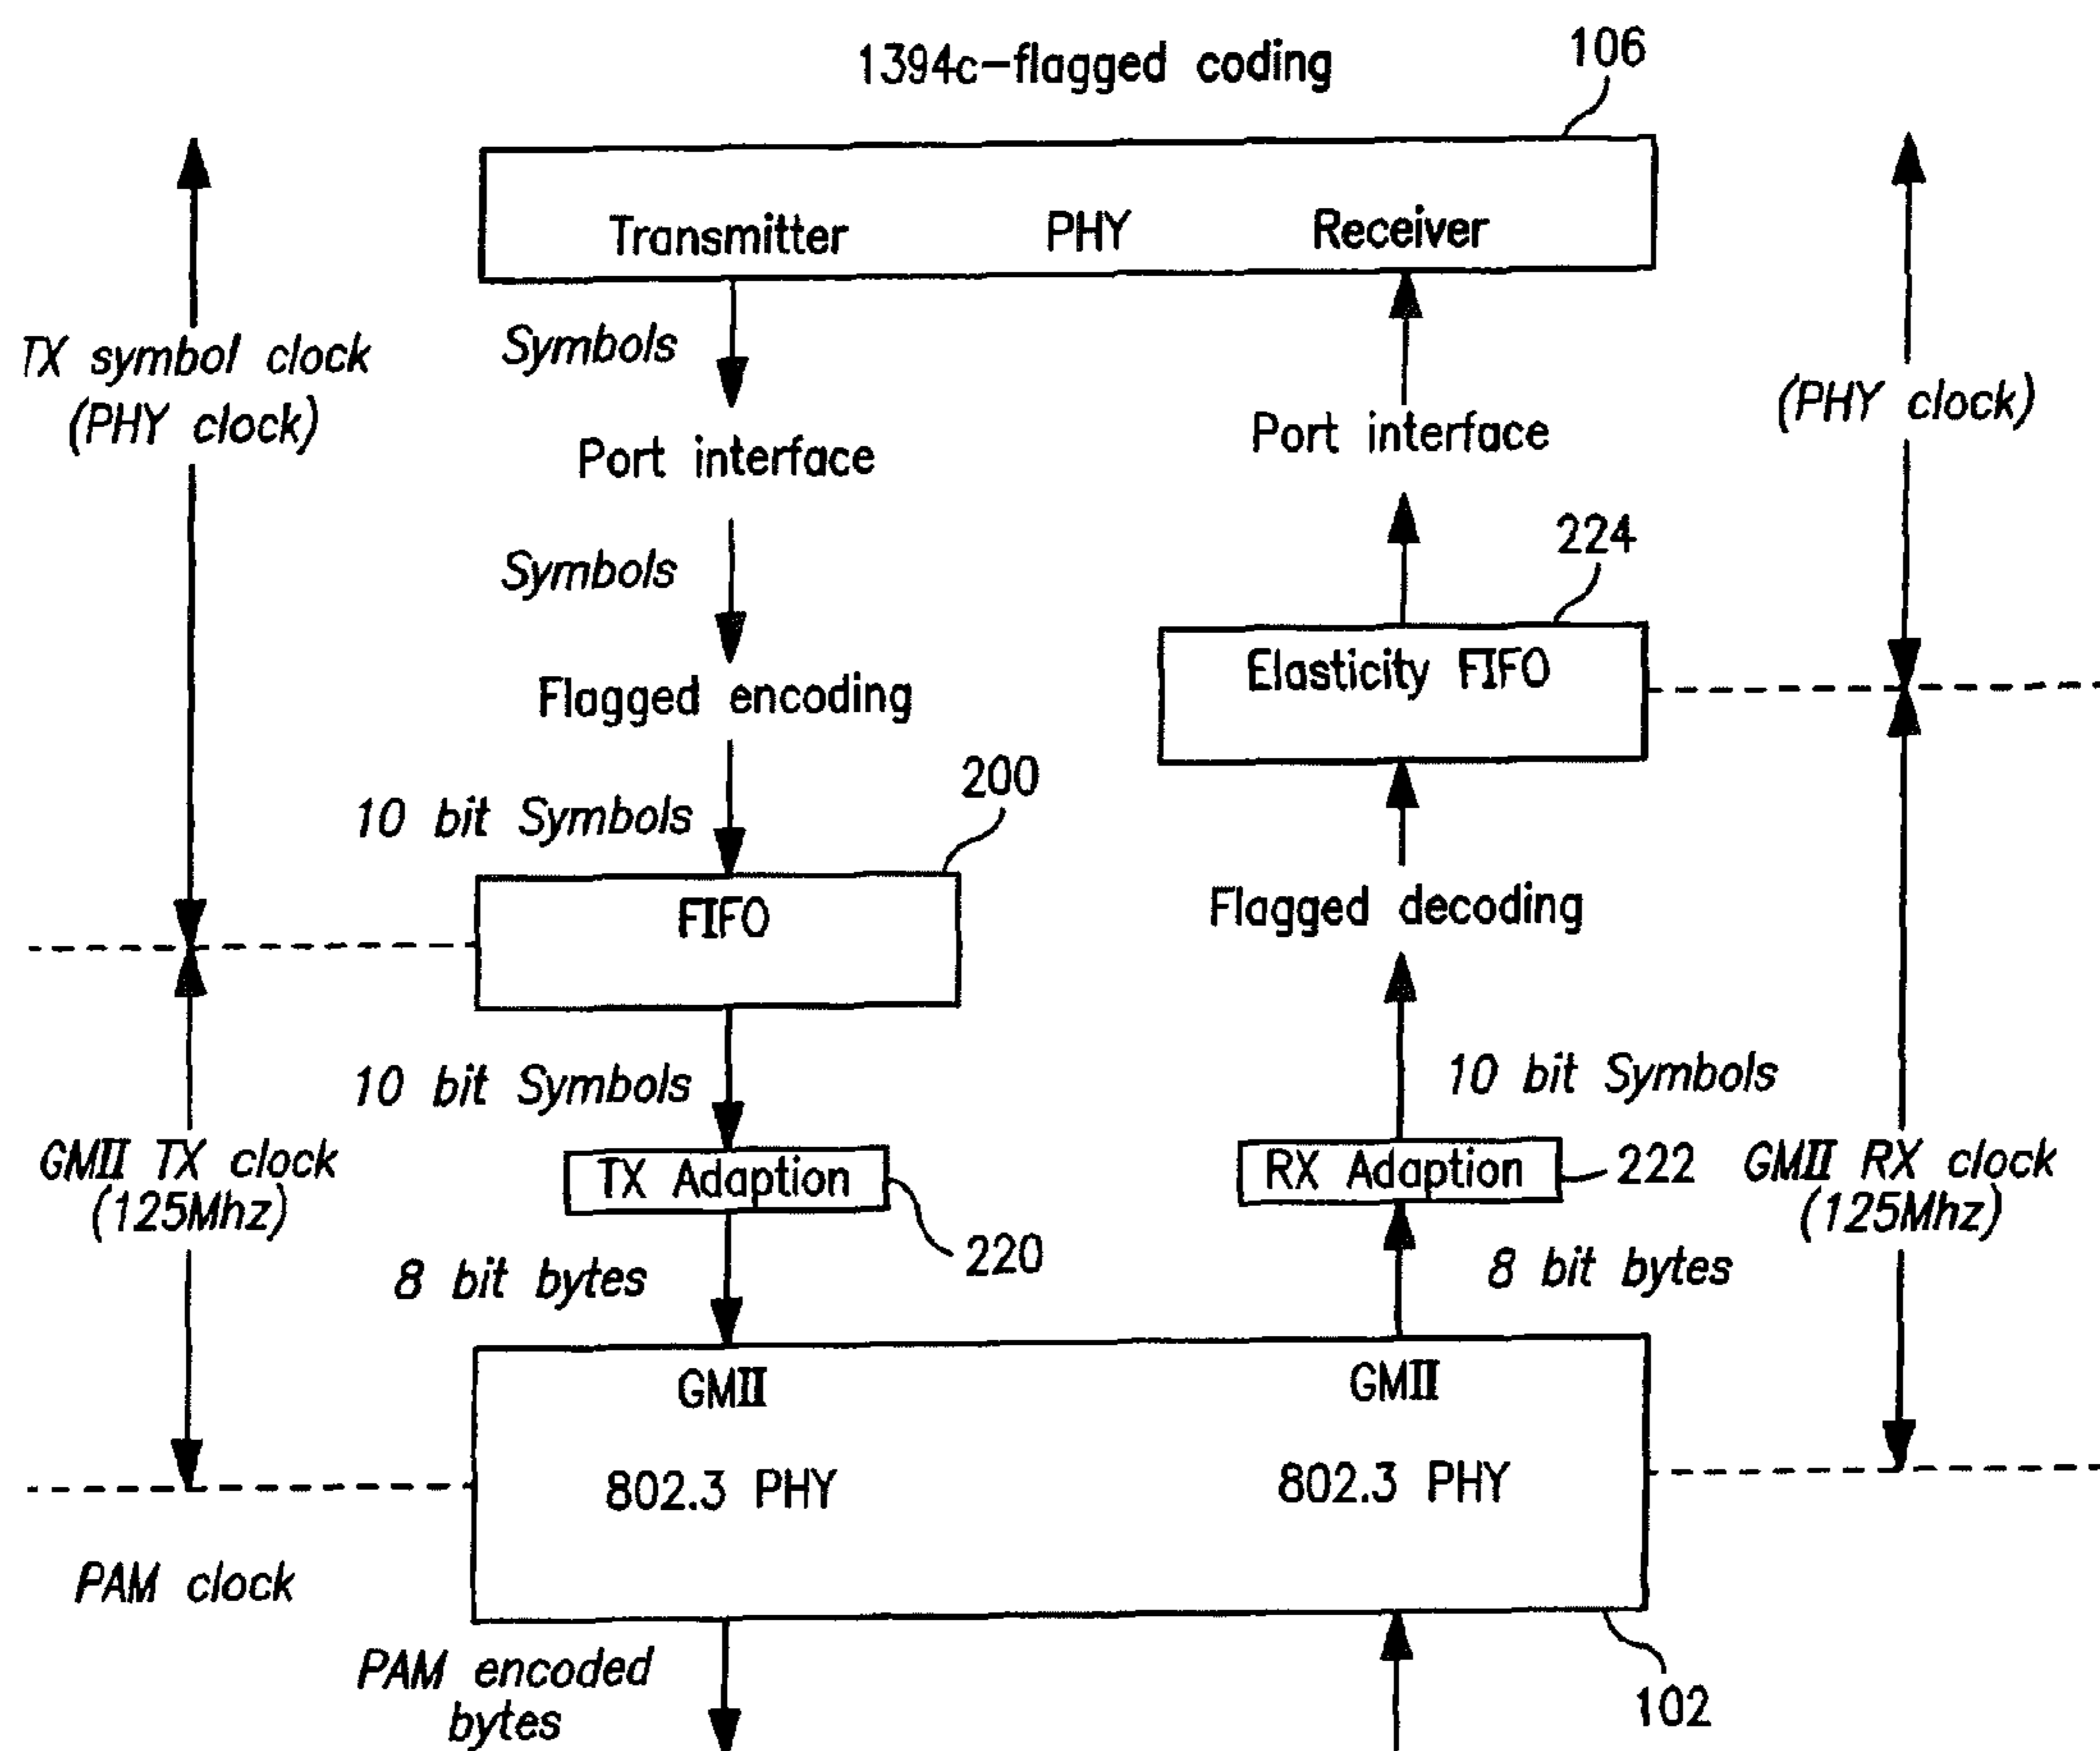 1394c-flagged coding
106
Transmitter PHY Receiver
Symbols
TX symbol clock
(PHY clock)
Port interface
Port interface
(PHY clock)
Symbols
224
Elasticity FIFO
Flagged encoding
200
10 bit Symbols
FIFO
Flagged decoding
10 bit Symbols
10 bit Symbols
GMII TX clock
(125Mhz)
TX Adaption
220
RX Adaption
222
GMII RX clock
(125Mhz)
8 bit bytes
8 bit bytes
GMII
GMII
802.3 PHY
802.3 PHY
PAM clock
PAM encoded
bytes
102